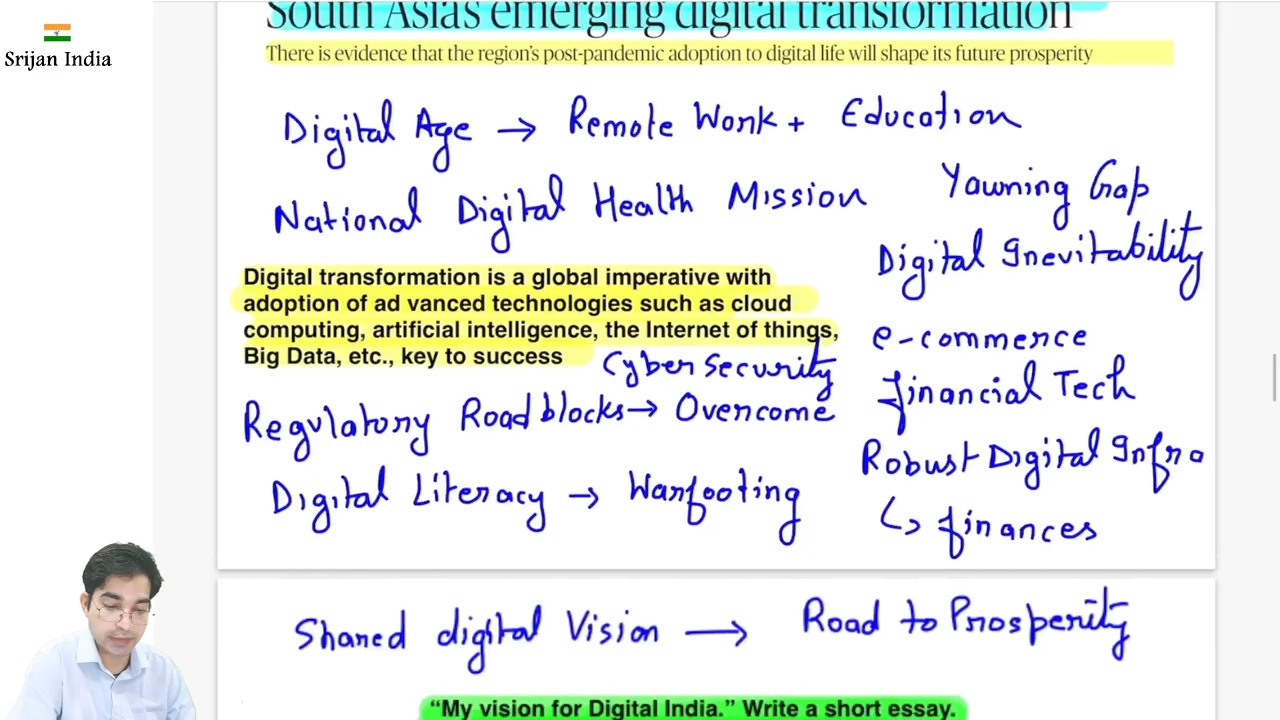 South Asia's emerging digital transformation
Srijan India
There is evidence that the region's post-pandemic adoption to digital life will shape its future prosperity
Digital Age → Remote Work + Education
National Digital Health Mission
Yawning Gap
Digital Inevitability
Digital transformation is a global imperative with
adoption of ad vanced technologies such as cloud
computing, artificial intelligence, the Internet of things,
Big Data, etc., key to success
Cyber Security
e-commerce
Financial Tech
Regulatory Roadblocks → Overcome
Robust Digital Infra
↳ finances
Digital Literacy → Warfooting
Shared digital Vision → Road to Prosperity
“My vision for Digital India.” Write a short essay.